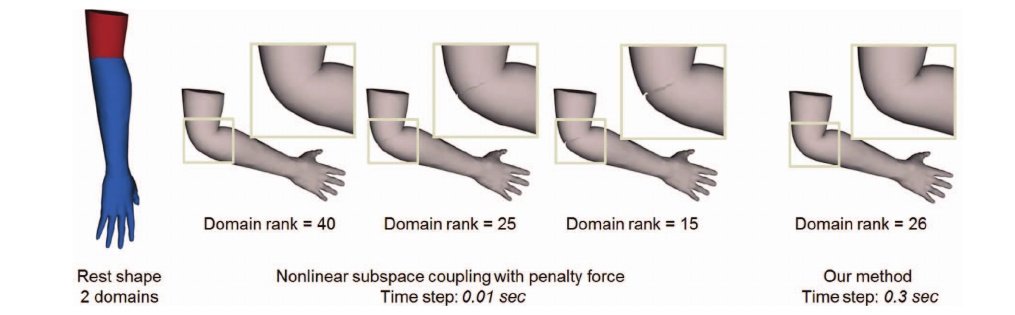 Domain rank = 40
Domain rank = 25
Domain rank = 15
Domain rank = 26
Rest shape
2 domains
Nonlinear subspace coupling with penalty force
Time step: 0.01 sec
Our method
Time step: 0.3 sec